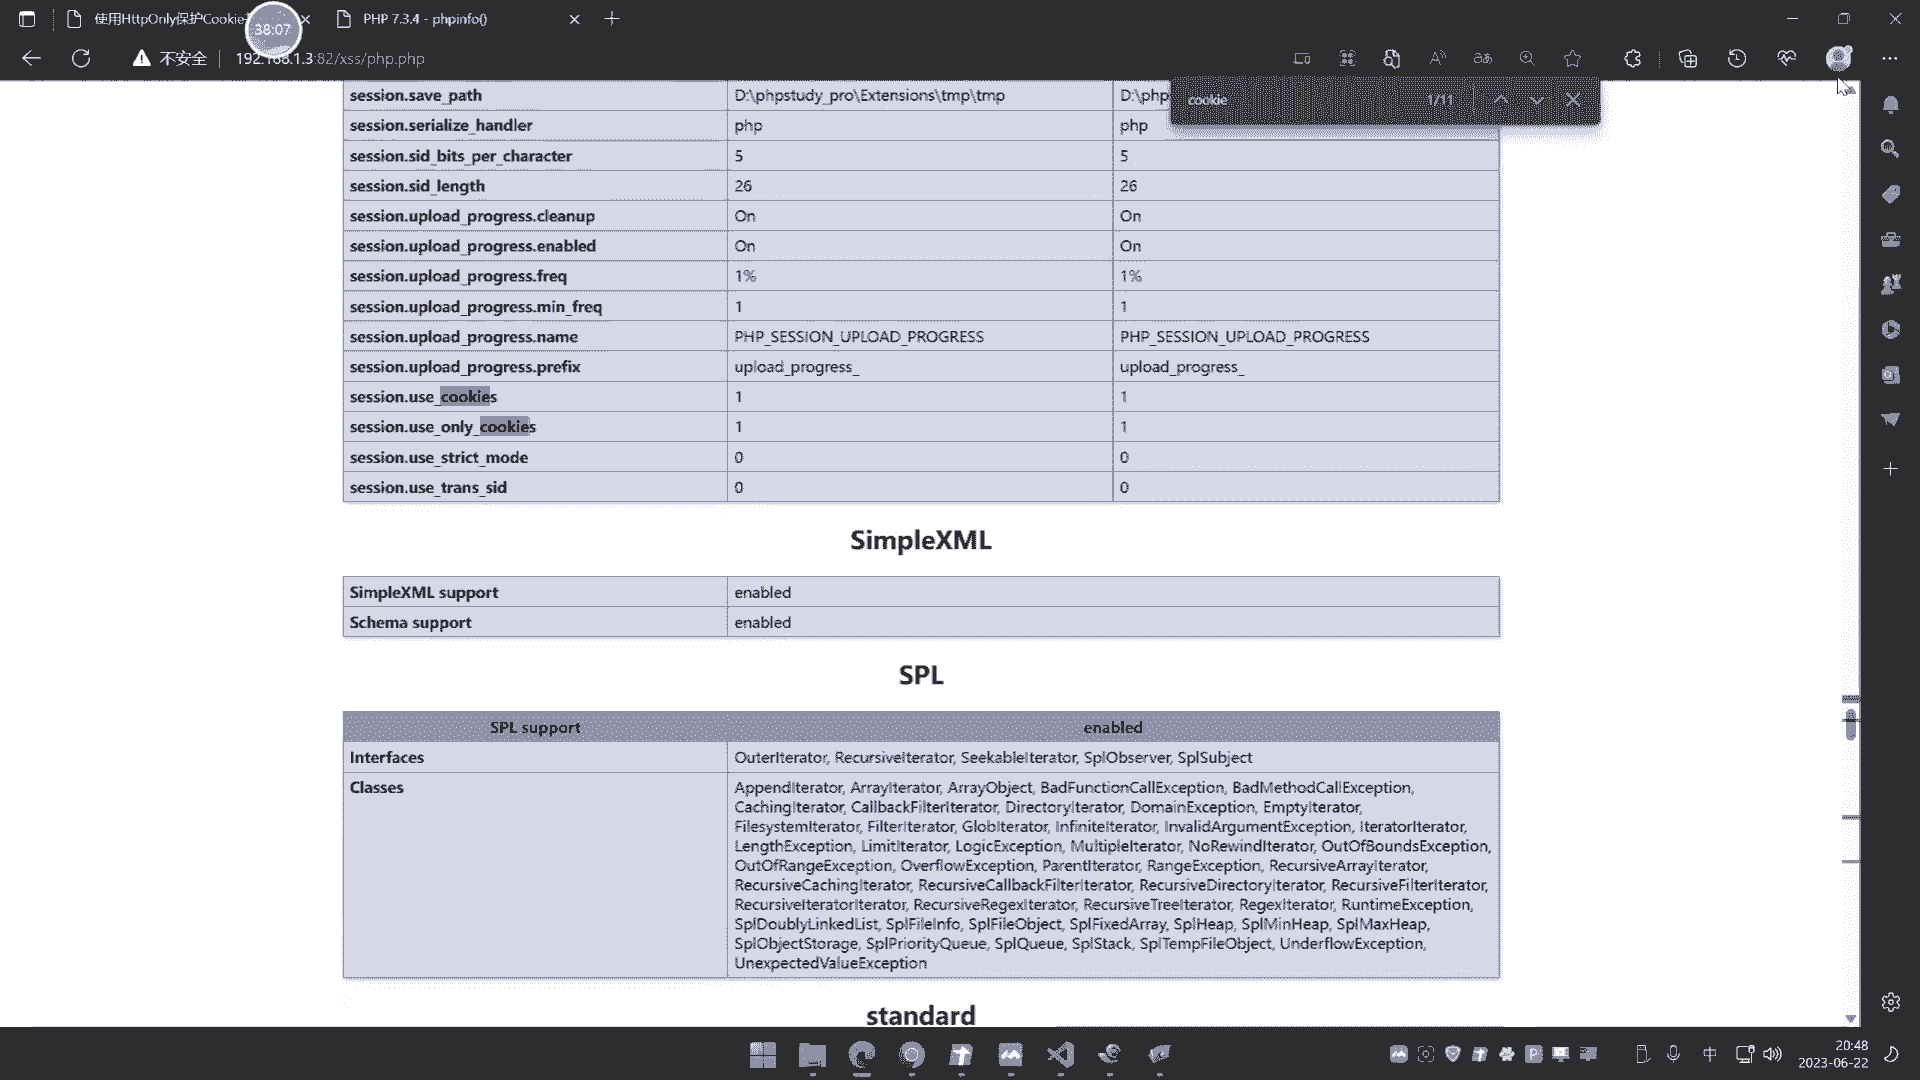 使用HttpOnly保护Cookie
38:07
PHP 7.3.4 - phpinfo()
不安全
192.168.1.3:82/xss/php.php
cookie
1/11
session.save_path D:\phpstudy_pro\Extensions\tmp\tmp D:\php
session.serialize_handler php php
session.sid_bits_per_character 5 5
session.sid_length 26 26
session.upload_progress.cleanup On On
session.upload_progress.enabled On On
session.upload_progress.freq 1% 1%
session.upload_progress.min_freq 1 1
session.upload_progress.name PHP_SESSION_UPLOAD_PROGRESS PHP_SESSION_UPLOAD_PROGRESS
session.upload_progress.prefix upload_progress_ upload_progress_
session.use_cookies 1 1
session.use_only_cookies 1 1
session.use_strict_mode 0 0
session.use_trans_sid 0 0
SimpleXML
SimpleXML support enabled
Schema support enabled
SPL
SPL support enabled
Interfaces OuterIterator, RecursiveIterator, SeekableIterator, SplObserver, SplSubject
Classes AppendIterator, ArrayIterator, ArrayObject, BadFunctionCallException, BadMethodCallException,
CachingIterator, CallbackFilterIterator, DirectoryIterator, DomainException, EmptyIterator,
FilesystemIterator, FilterIterator, GlobIterator, InfiniteIterator, InvalidArgumentException, IteratorIterator,
LengthException, LimitIterator, LogicException, MultipleIterator, NoRewindIterator, OutOfBoundsException,
OutOfRangeException, OverflowException, ParentIterator, RangeException, RecursiveArrayIterator,
RecursiveCachingIterator, RecursiveCallbackFilterIterator, RecursiveDirectoryIterator, RecursiveFilterIterator,
RecursiveIteratorIterator, RecursiveRegexIterator, RecursiveTreeIterator, RegexIterator, RuntimeException,
SplDoublyLinkedList, SplFileInfo, SplFileObject, SplFixedArray, SplHeap, SplMinHeap, SplMaxHeap,
SplObjectStorage, SplPriorityQueue, SplQueue, SplStack, SplTempFileObject, UnderflowException,
UnexpectedValueException
standard
中
20:48
2023-06-22